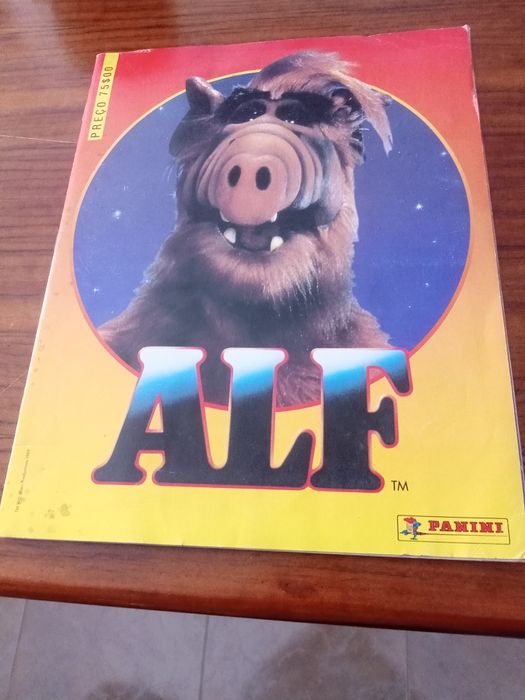 PREÇO 75$00
ALF
TM
PANINI